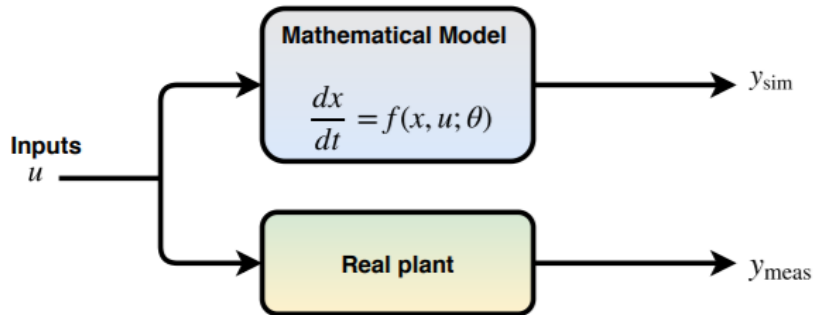 Mathematical Model
dx/dt = f(x, u; θ)
y_sim
Inputs
u
Real plant
y_meas